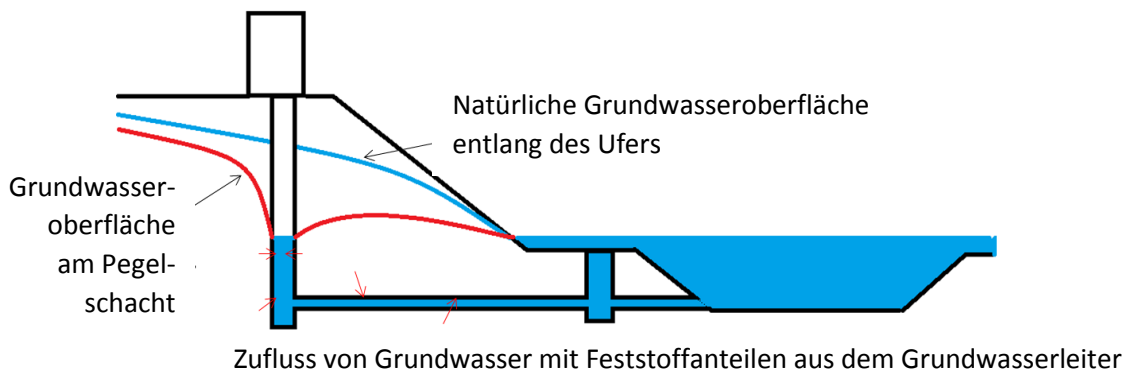 Natürliche Grundwasseroberfläche
entlang des Ufers
Grundwasser-
oberfläche
am Pegel-
schacht
Zufluss von Grundwasser mit Feststoffanteilen aus dem Grundwasserleiter